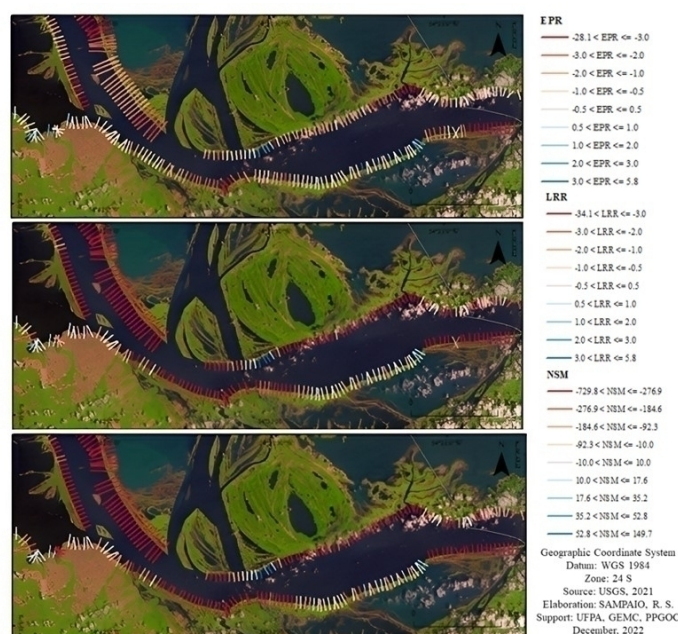 EPR
-28.1 < EPR <= -3.0
-3.0 < EPR <= -2.0
-2.0 < EPR <= -1.0
-1.0 < EPR <= -0.5
-0.5 < EPR <= 0.5
0.5 < EPR <= 1.0
1.0 < EPR <= 2.0
2.0 < EPR <= 3.0
3.0 < EPR <= 5.8
LRR
-34.1 < LRR <= -3.0
-3.0 < LRR <= -2.0
-2.0 < LRR <= -1.0
-1.0 < LRR <= -0.5
-0.5 < LRR <= 0.5
0.5 < LRR <= 1.0
1.0 < LRR <= 2.0
2.0 < LRR <= 3.0
3.0 < LRR <= 5.8
NSM
-729.8 < NSM <= -276.9
-276.9 < NSM <= -184.6
-184.6 < NSM <= -92.3
-92.3 < NSM <= -10.0
-10.0 < NSM <= 10.0
10.0 < NSM <= 17.6
17.6 < NSM <= 35.2
35.2 < NSM <= 52.8
52.8 < NSM <= 149.7
Geographic Coordinate System
Datum: WGS 1984
Zone: 24 S
Source: USGS, 2021
Elaboration: SAMPAIO, R. S.
Support: UFPA, GEMC, PPGOC
December, 2022